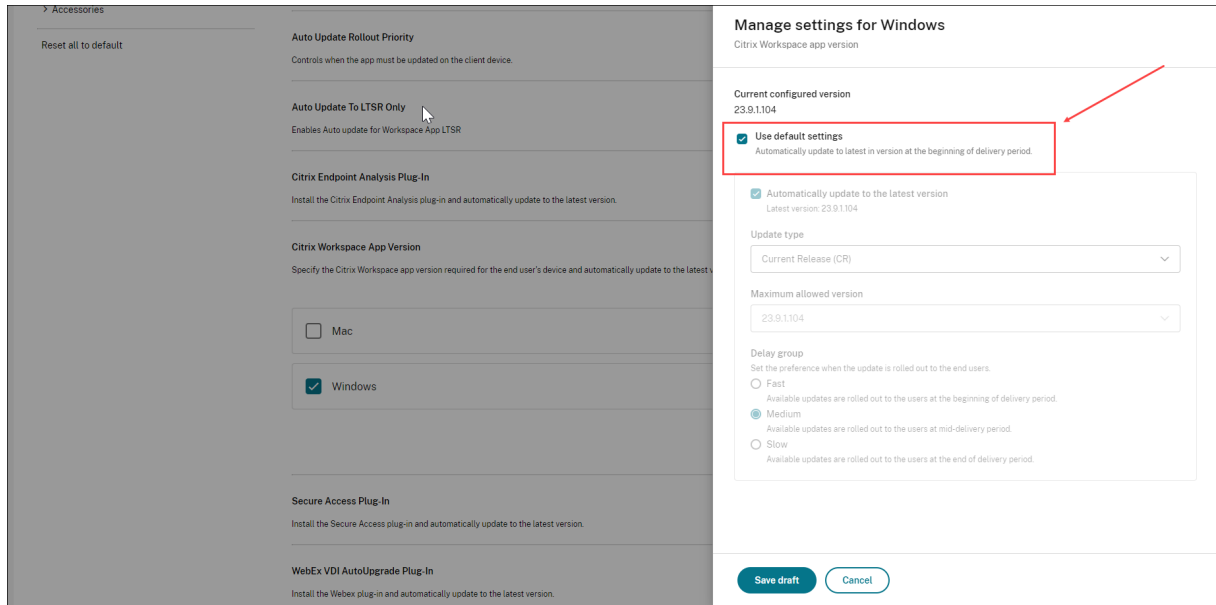 Accessories
Reset all to default
Auto Update Rollout Priority
Controls when the app must be updated on the client device.
Auto Update To LTSR Only
Enables Auto update for Workspace App LTSR
Citrix Endpoint Analysis Plug-In
Install the Citrix Endpoint Analysis plug-in and automatically update to the latest version.
Citrix Workspace App Version
Specify the Citrix Workspace app version required for the end user's device and automatically update to the latest v
Mac
Windows
Secure Access Plug-In
Install the Secure Access plug-in and automatically update to the latest version.
WebEx VDI AutoUpgrade Plug-In
Install the Webex plug-in and automatically update to the latest version.
Manage settings for Windows
Citrix Workspace app version
Current configured version
23.9.1.104
Use default settings
Automatically update to latest in version at the beginning of delivery period.
Automatically update to the latest version
Latest version: 23.9.1.104
Update type
Current Release (CR)
Maximum allowed version
23.9.1.104
Delay group
Set the preference when the update is rolled out to the end users.
Fast
Available updates are rolled out to the users at the beginning of delivery period.
Medium
Available updates are rolled out to the users at mid-delivery period.
Slow
Available updates are rolled out to the users at the end of delivery period.
Save draft
Cancel